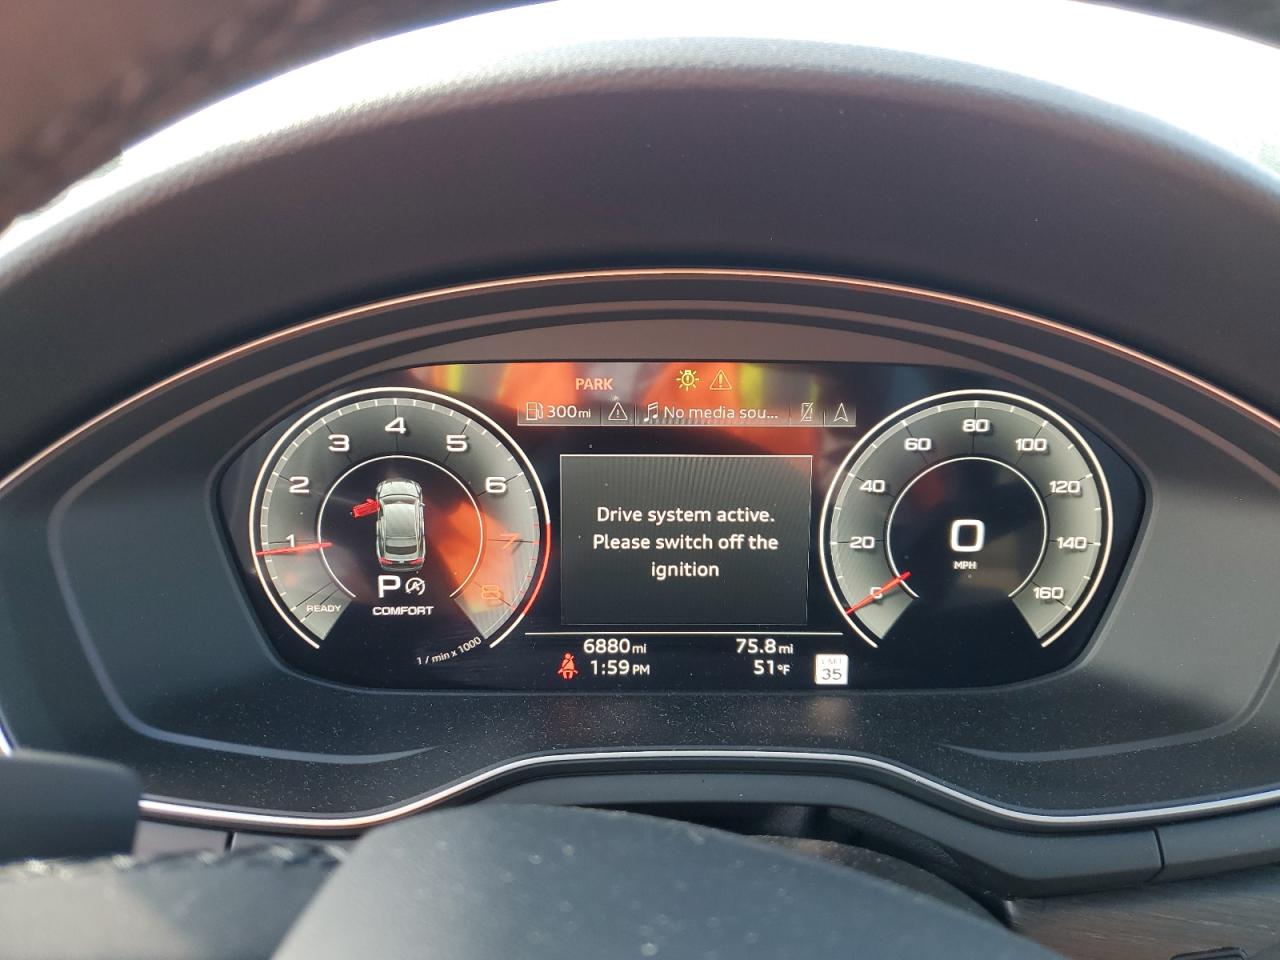 PARK
300mi
No media sou...
1
2
3
4
5
6
7
8
READY
P
COMFORT
1 / min x 1000
Drive system active.
Please switch off the
ignition
0
20
40
60
80
100
120
140
160
0
MPH
6880mi
75.8mi
1:59 PM
51°F
35